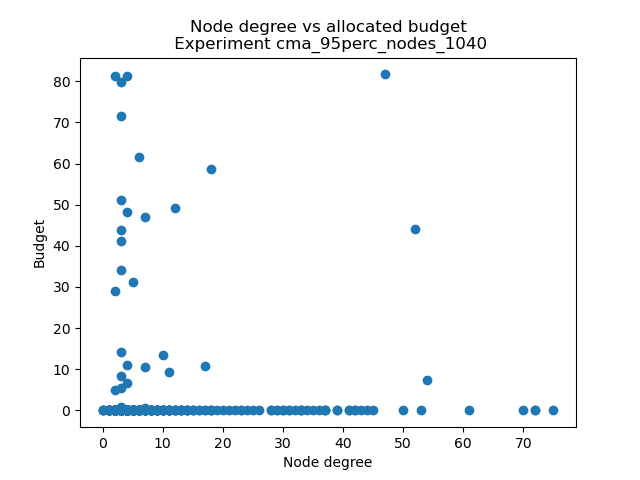 Node degree vs allocated budget
Experiment cma_95perc_nodes_1040
80
70
60
50
40
30
20
10
0
Budget
0 10 20 30 40 50 60 70
Node degree